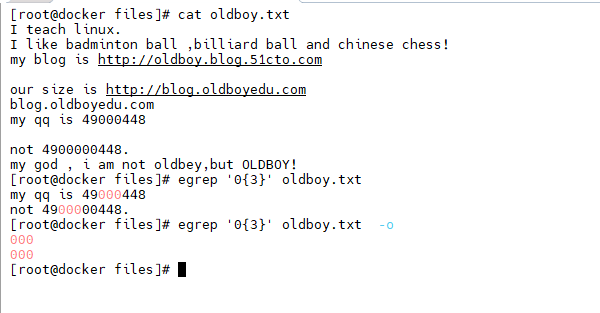 [root@docker files]# cat oldboy.txt
I teach linux.
I like badminton ball ,billiard ball and chinese chess!
my blog is http://oldboy.blog.51cto.com
our size is http://blog.oldboyedu.com
blog.oldboyedu.com
my qq is 49000448
not 4900000448.
my god , i am not oldbey,but OLDBOY!
[root@docker files]# egrep '0{3}' oldboy.txt
my qq is 49000448
not 4900000448.
[root@docker files]# egrep '0{3}' oldboy.txt  -o
000
000
[root@docker files]#